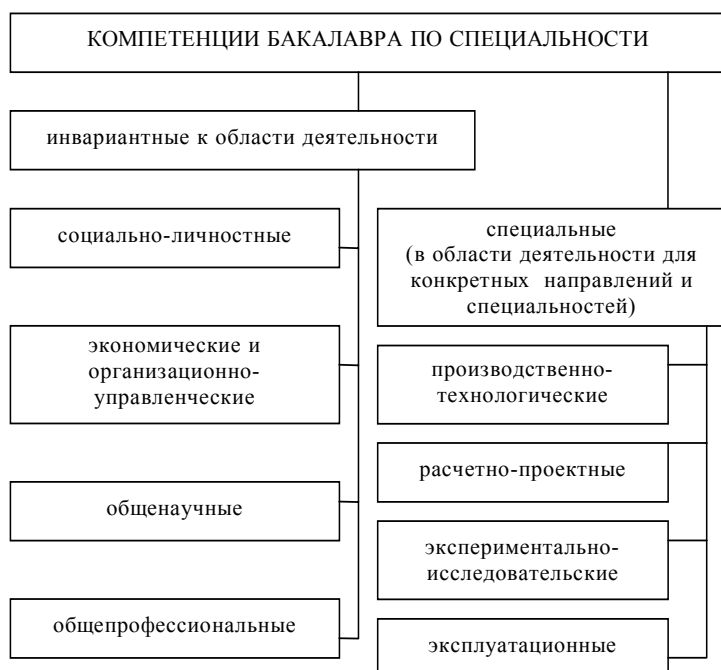 КОМПЕТЕНЦИИ БАКАЛАВРА ПО СПЕЦИАЛЬНОСТИ
инвариантные к области деятельности
социально-личностные
экономические и
организационно-
управленческие
общенаучные
общепрофессиональные
специальные
(в области деятельности для
конкретных направлений и
специальностей)
производственно-
технологические
расчетно-проектные
экспериментально-
исследовательские
эксплуатационные